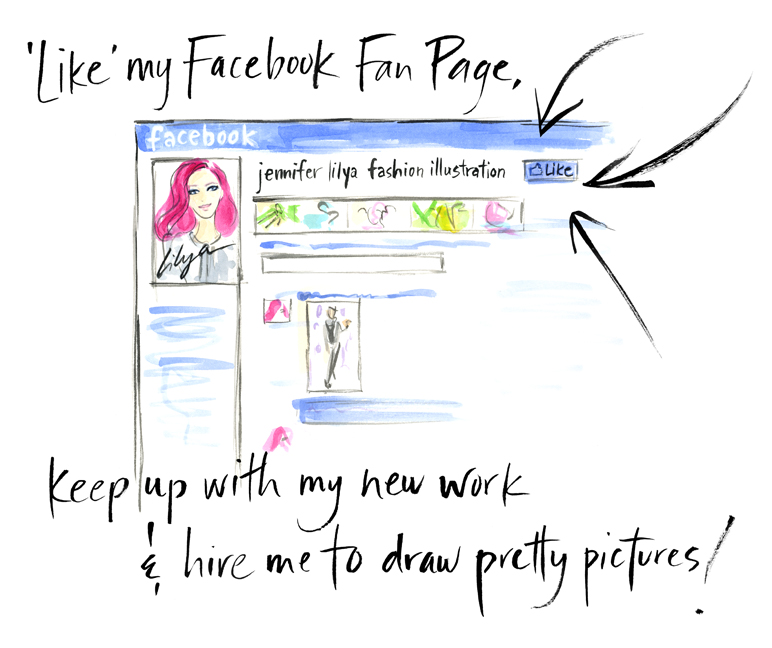 'Like' my Facebook Fan Page,
facebook
jennifer lilya fashion illustration
Like
Lilya
keep up with my new work
& hire me to draw pretty pictures!